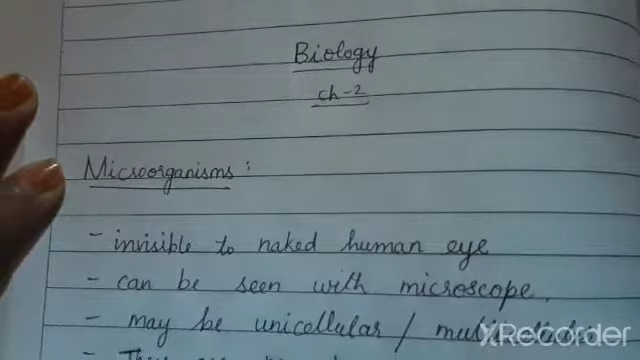 Biology
ch-2
Microorganisms :
- invisible to naked human eye
- can be seen with microscope.
- may be unicellular /
XRecorder